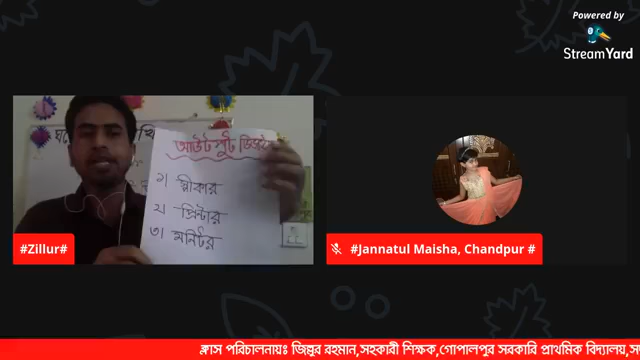 Powered by
StreamYard
আউটপুট
১। স্পীকার
২। প্রিন্টার
৩। মনিটর
#Zillur#
#Jannatul Maisha, Chandpur #
ক্লাস পরিচালনায়ঃ জিল্লুর রহমান,সহকারী শিক্ষক,গোপালপুর সরকারি প্রাথমিক বিদ্যালয়,